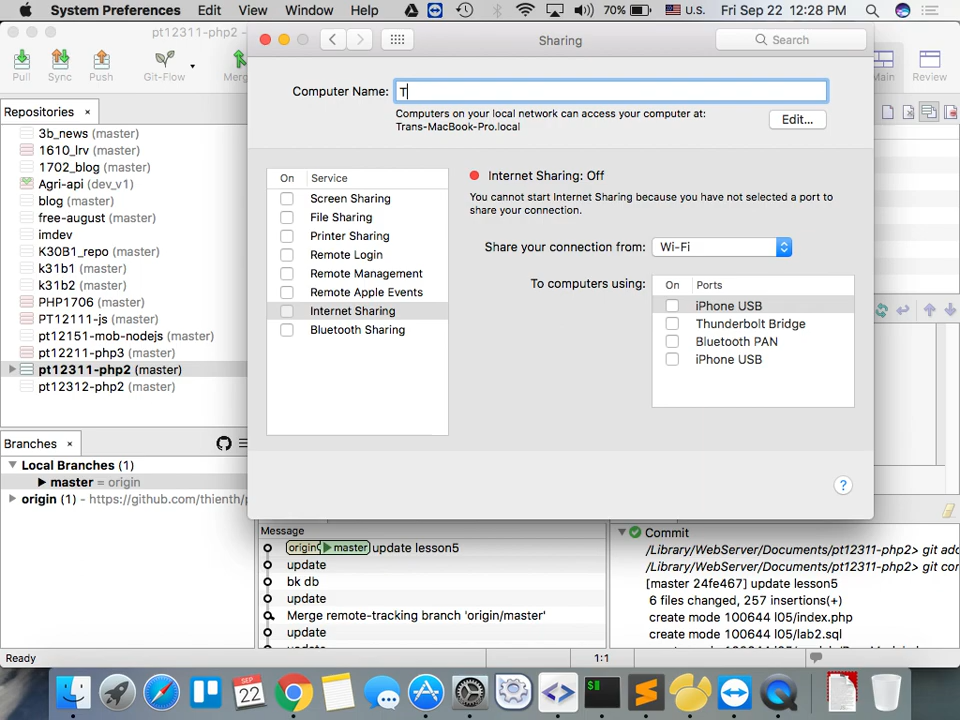 System Preferences Edit View Window Help 70% U.S. Fri Sep 22 12:28 PM
pt12311-php2
Sharing
Search
Pull Sync Push Git-Flow Merg Main Review
Computer Name: T
Computers on your local network can access your computer at:
Trans-MacBook-Pro.local
Edit...
Repositories ×
3b_news (master)
1610_lrv (master)
1702_blog (master)
Agri-api (dev_v1)
blog (master)
free-august (master)
imdev
K30B1_repo (master)
k31b1 (master)
k31b2 (master)
PHP1706 (master)
PT12111-js (master)
pt12151-mob-nodejs (master)
pt12211-php3 (master)
pt12311-php2 (master)
pt12312-php2 (master)
On Service
Screen Sharing
File Sharing
Printer Sharing
Remote Login
Remote Management
Remote Apple Events
Internet Sharing
Bluetooth Sharing
Internet Sharing: Off
You cannot start Internet Sharing because you have not selected a port to
share your connection.
Share your connection from: Wi-Fi
To computers using:
On Ports
iPhone USB
Thunderbolt Bridge
Bluetooth PAN
iPhone USB
?
Branches ×
Local Branches (1)
master = origin
origin (1) - https://github.com/thienth/
Message
origin master update lesson5
update
bk db
update
Merge remote-tracking branch 'origin/master'
update
Commit
/Library/WebServer/Documents/pt12311-php2> git add
/Library/WebServer/Documents/pt12311-php2> git con
[master 24fe467] update lesson5
6 files changed, 257 insertions(+)
create mode 100644 l05/index.php
create mode 100644 l05/lab2.sql
Ready
1:1
SEP
22